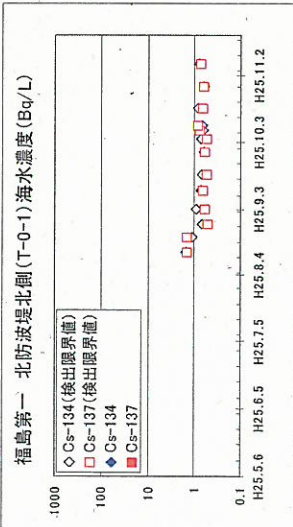 福島第一 北防波堤北側(T-0-1)海水濃度(Bq/L)
◇ Cs-134(検出限界値)
□ Cs-137(検出限界値)
◆ Cs-134
■ Cs-137
1000
100
10
1
0.1
H25.5.6
H25.6.5
H25.7.5
H25.8.4
H25.9.3
H25.10.3
H25.11.2